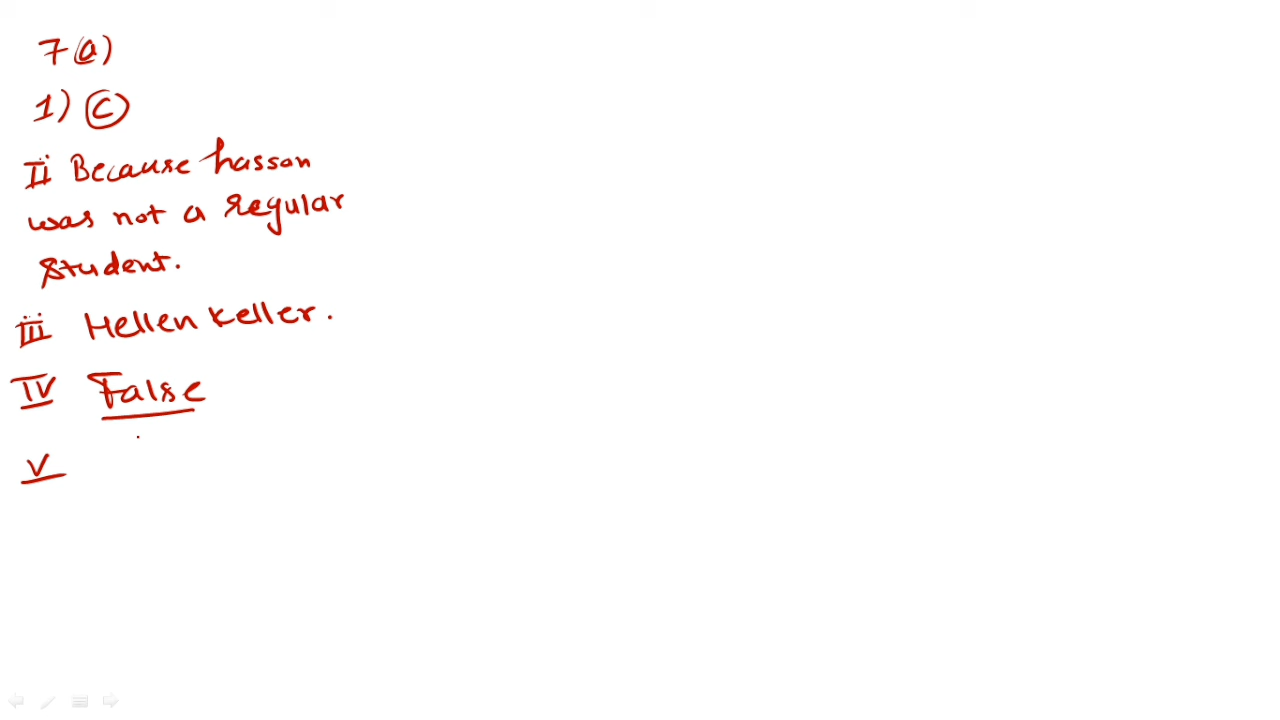 7(a)
1) C
ii Because hasson
was not a regular
student.
iii Hellen Keller.
IV False
V